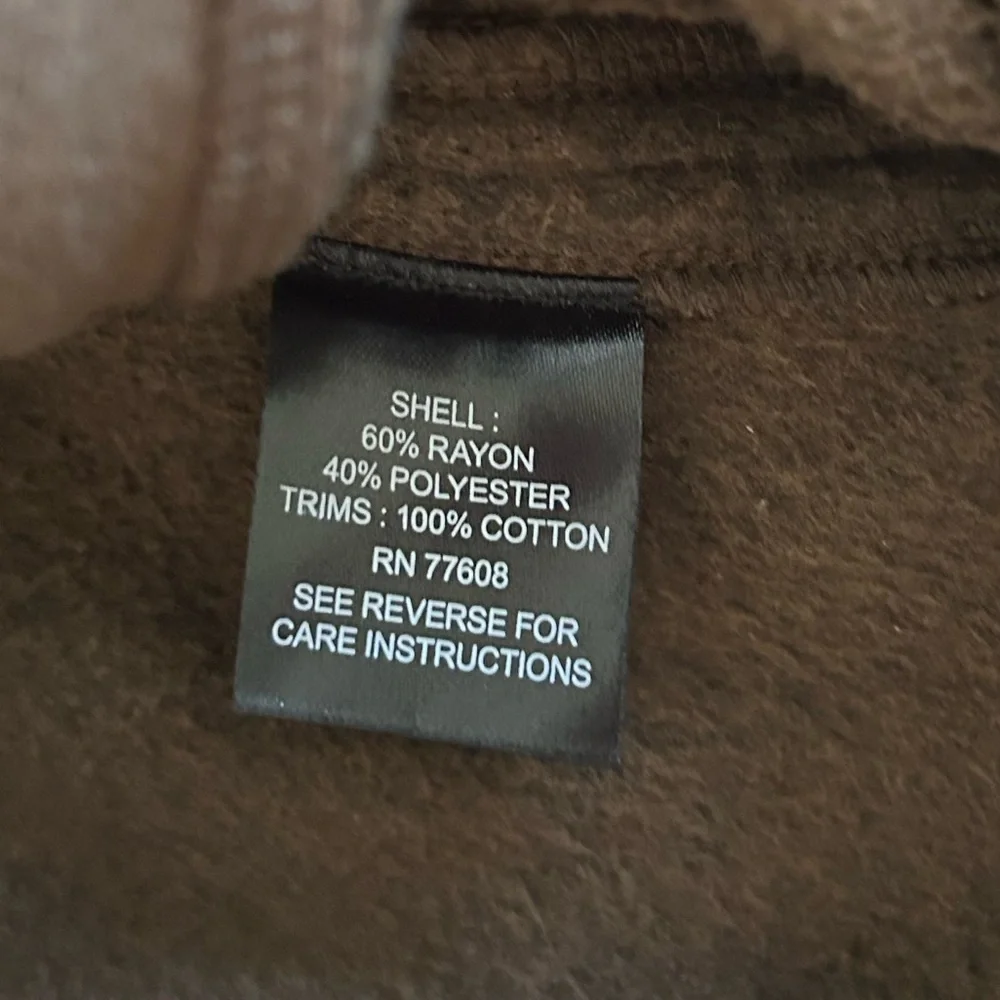 SHELL :
60% RAYON
40% POLYESTER
TRIMS : 100% COTTON
RN 77608
SEE REVERSE FOR
CARE INSTRUCTIONS